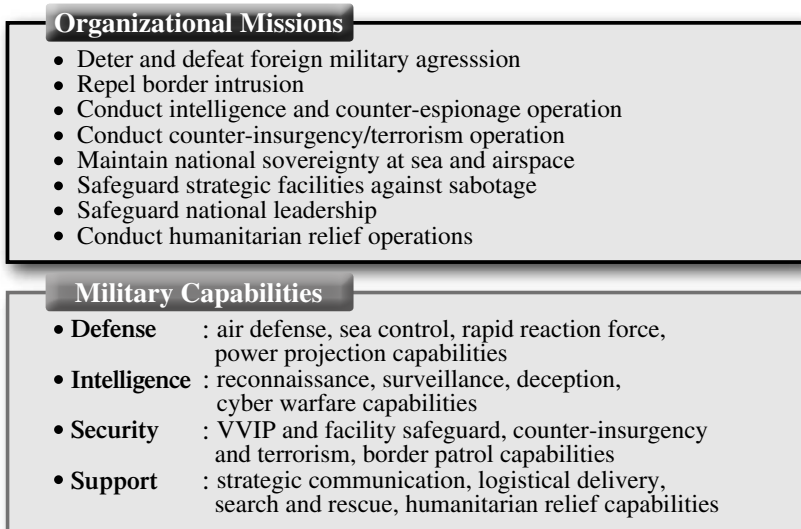 Organizational Missions
• Deter and defeat foreign military agresssion
• Repel border intrusion
• Conduct intelligence and counter-espionage operation
• Conduct counter-insurgency/terrorism operation
• Maintain national sovereignty at sea and airspace
• Safeguard strategic facilities against sabotage
• Safeguard national leadership
• Conduct humanitarian relief operations
Military Capabilities
• Defense : air defense, sea control, rapid reaction force,
power projection capabilities
• Intelligence : reconnaissance, surveillance, deception,
cyber warfare capabilities
• Security : VVIP and facility safeguard, counter-insurgency
and terrorism, border patrol capabilities
• Support : strategic communication, logistical delivery,
search and rescue, humanitarian relief capabilities